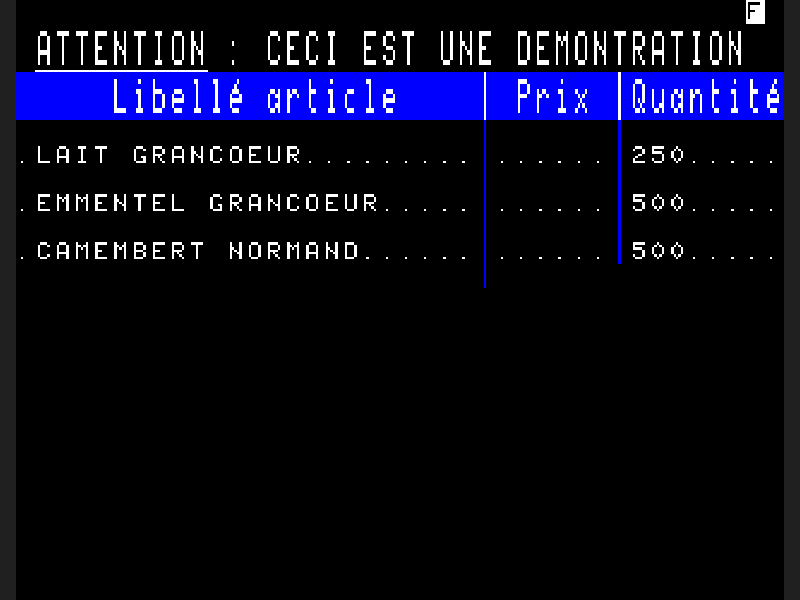 F
ATTENTION : CECI EST UNE DEMONTRATION
Libellé article Prix Quantité
.LAIT GRANCOEUR......... ...... 250.....
.EMMENTEL GRANCOEUR..... ...... 500.....
.CAMEMBERT NORMAND...... ...... 500.....